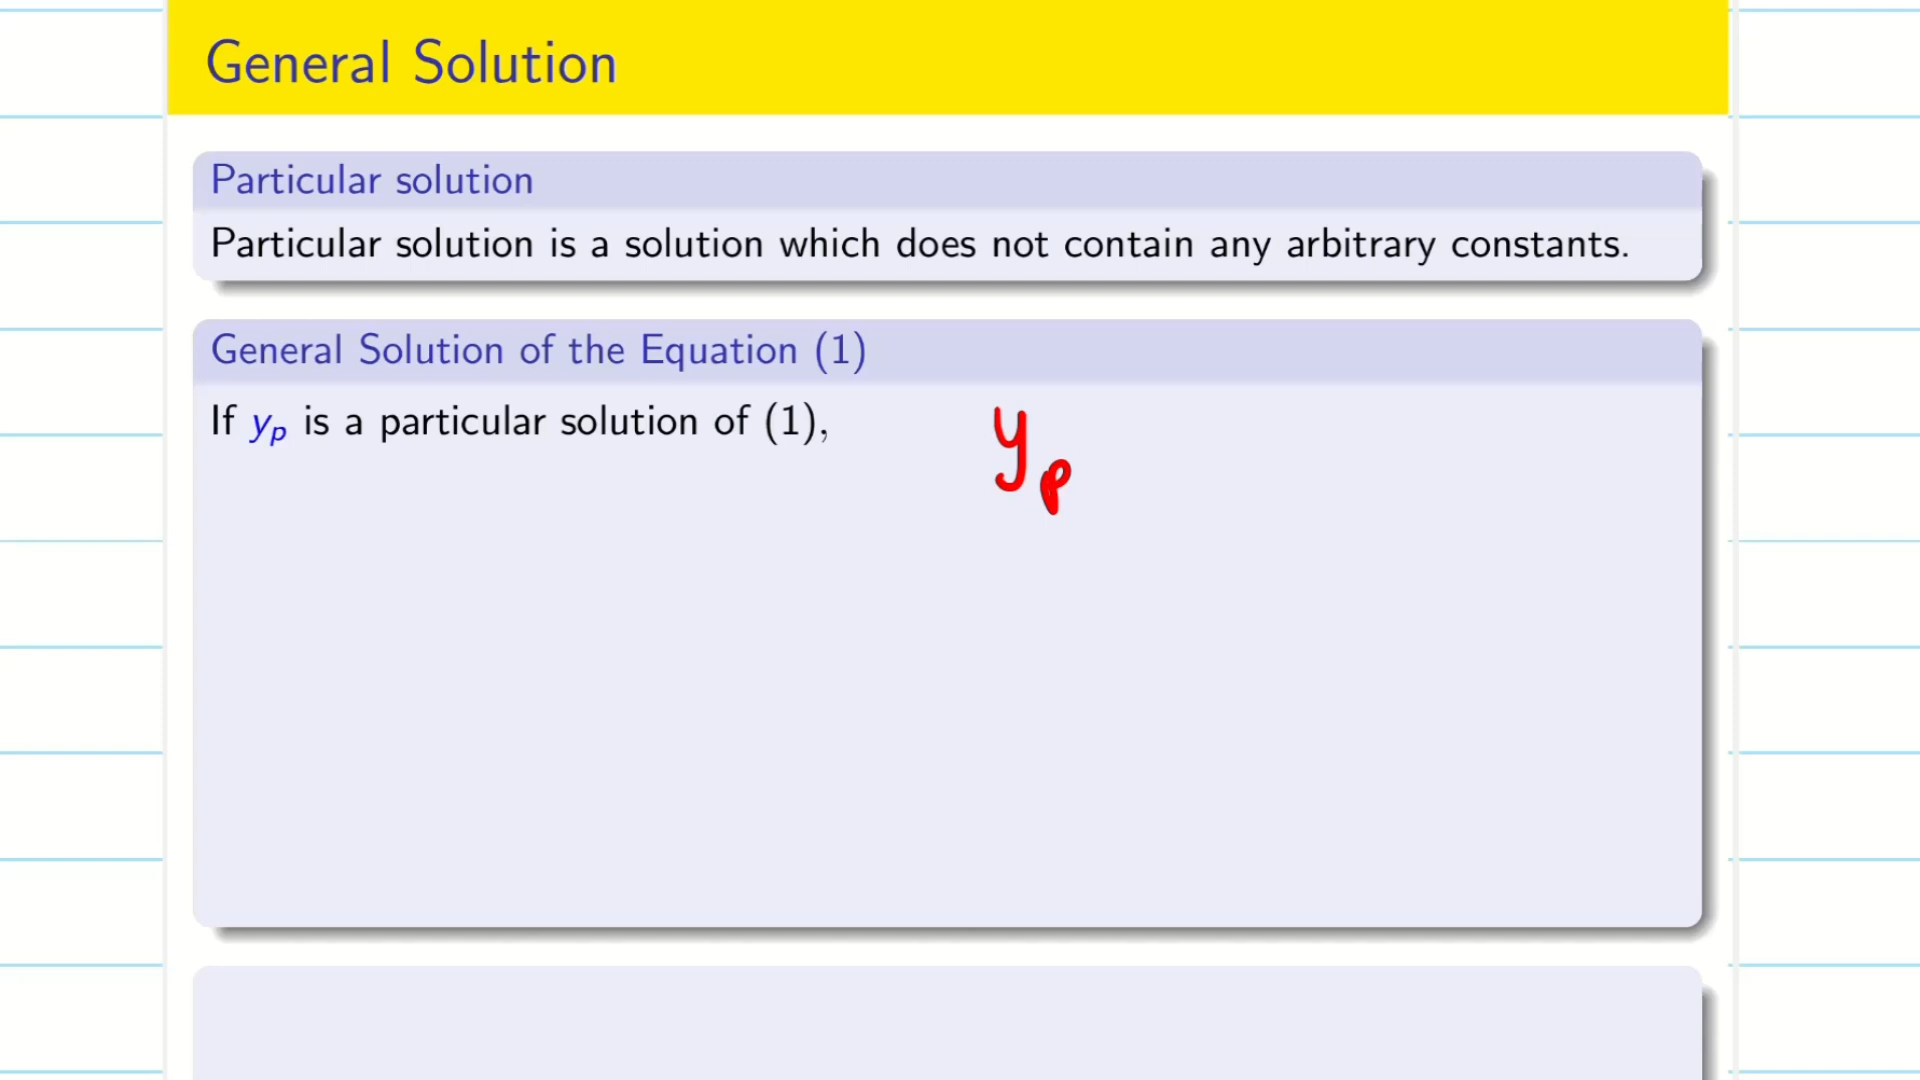 General Solution
Particular solution
Particular solution is a solution which does not contain any arbitrary constants.
General Solution of the Equation (1)
If y_p is a particular solution of (1),
y_p